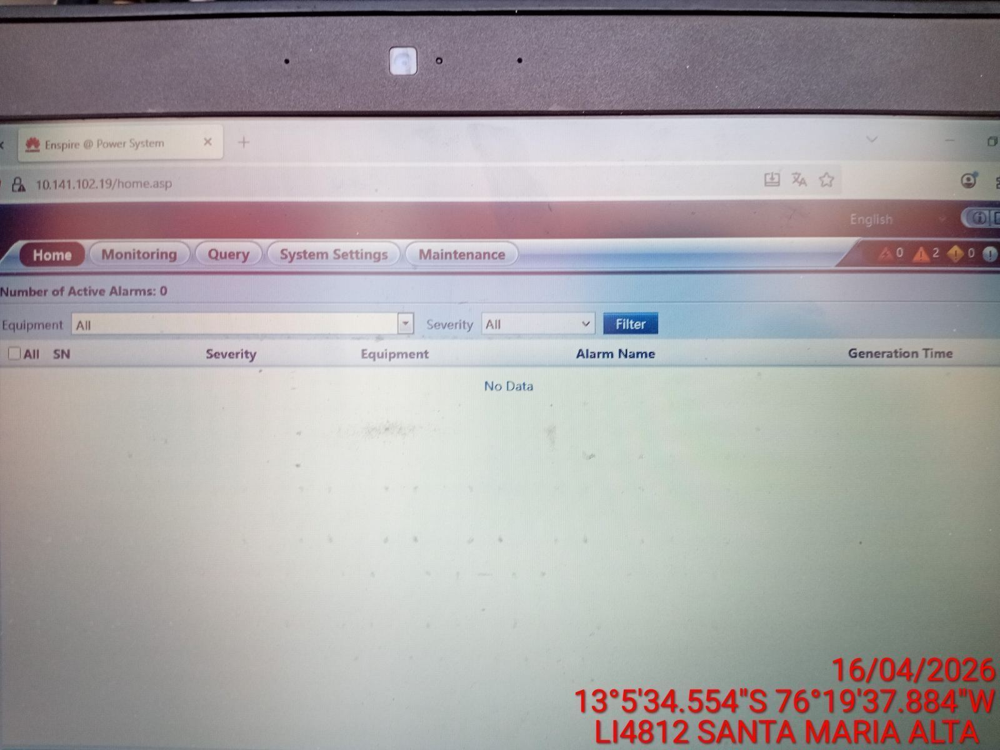 Enspire @ Power System
10.141.102.19/home.asp
English
Home Monitoring Query System Settings Maintenance 0 2 0
Number of Active Alarms: 0
Equipment All Severity All Filter
All SN Severity Equipment Alarm Name Generation Time
No Data
16/04/2026
13°5'34.554"S 76°19'37.884"W
LI4812 SANTA MARIA ALTA